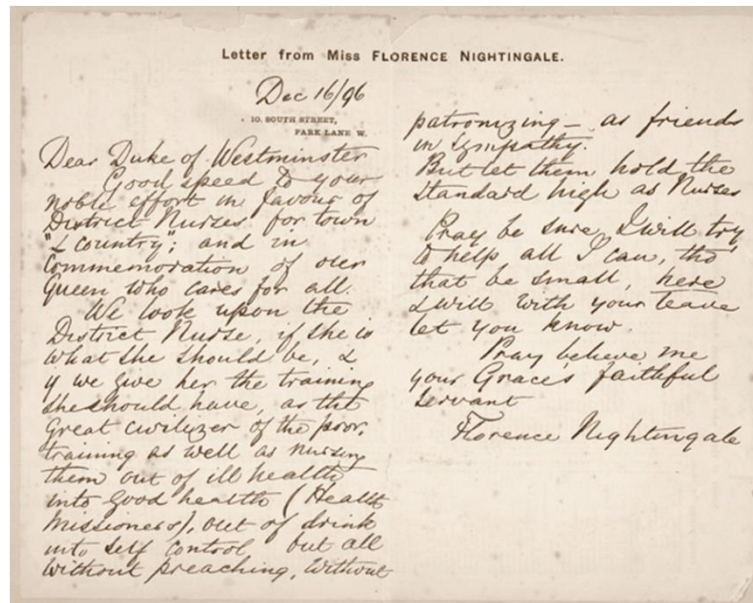 Letter from Miss FLORENCE NIGHTINGALE.
Dec 16/96
10. SOUTH STREET,
PARK LANE W.
Dear Duke of Westminster
Good speed to your
noble effort in favour of
District Nurses for town
"& country"; and in
Commemoration of our
Queen who cares for all.
We look upon the
District Nurse, if she is
what she should be, &
if we give her the training
she should have, as the
great civilizer of the poor,
training as well as nursing
them out of ill health
into good health (Health
Missioners), out of drink
into self control but all
without preaching, without
patronizing - as friends
in sympathy.
But let them hold the
standard high as Nurses
Pray be sure I will try
to help all I can, tho'
that be small, here
& will with your leave
let you know.
Pray believe me
your Grace's faithful
servant
Florence Nightingale